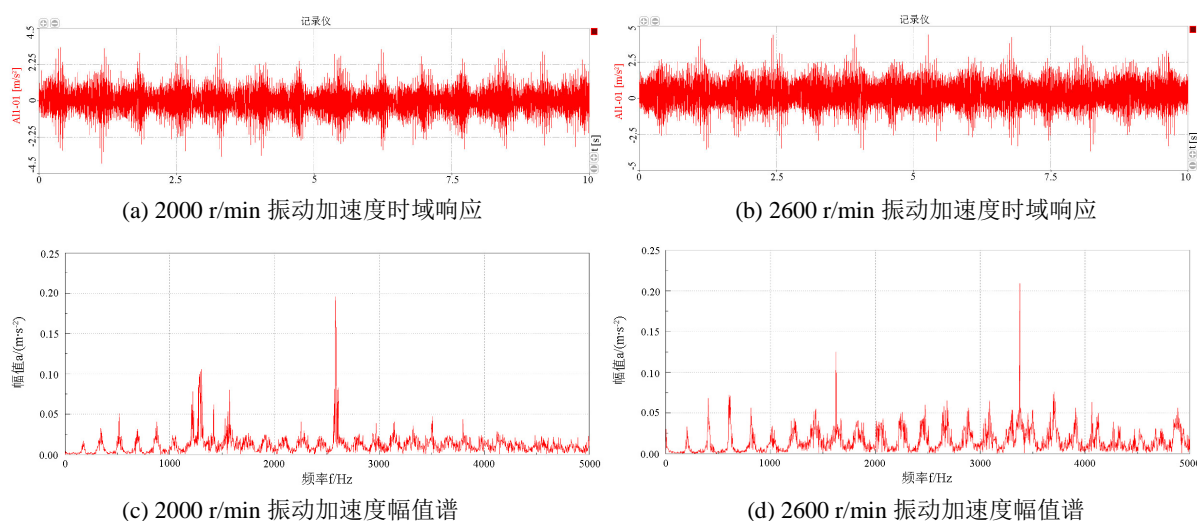 记录仪
4.5
2.25
0
-2.25
-4.5
AI1-01 [m/s²]
t [s]
0 2.5 5 7.5 10
(a) 2000 r/min 振动加速度时域响应
记录仪
5
2.5
0
-2.5
-5
AI1-01 [m/s²]
t [s]
0 2.5 5 7.5 10
(b) 2600 r/min 振动加速度时域响应
0.25
0.20
0.15
0.10
0.05
0.00
幅值a/(m·s⁻²)
0 1000 2000 3000 4000 5000
频率f/Hz
(c) 2000 r/min 振动加速度幅值谱
0.25
0.20
0.15
0.10
0.05
0.00
幅值a/(m·s⁻²)
0 1000 2000 3000 4000 5000
频率f/Hz
(d) 2600 r/min 振动加速度幅值谱